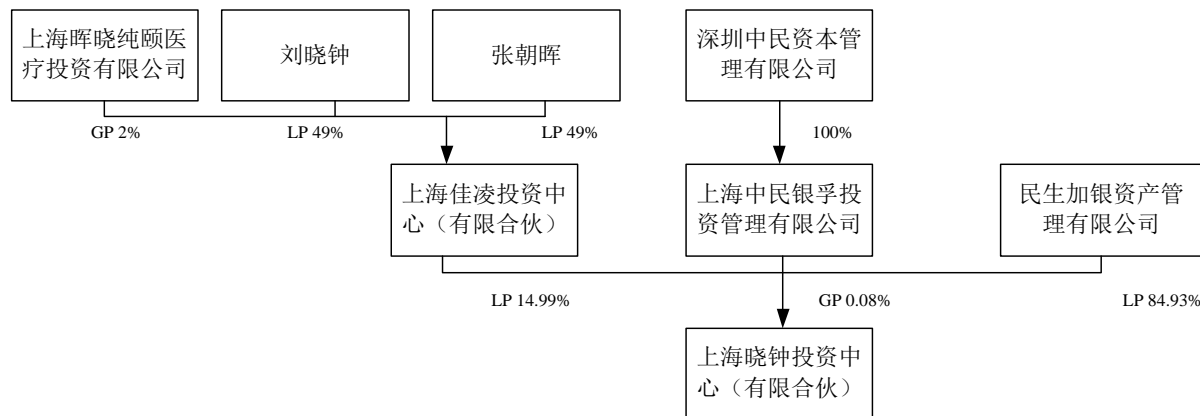 上海晖晓纯颐医
疗投资有限公司
刘晓钟
张朝晖
深圳中民资本管
理有限公司
GP 2%
LP 49%
LP 49%
100%
上海佳凌投资中
心（有限合伙）
上海中民银孚投
资管理有限公司
民生加银资产管
理有限公司
LP 14.99%
GP 0.08%
LP 84.93%
上海晓钟投资中
心（有限合伙）